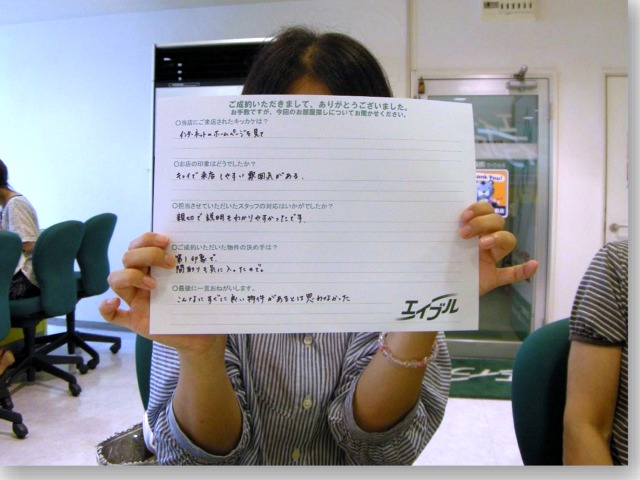 ご成約いただきまして、ありがとうございました。
お手数ですが、今回のお部屋探しについてお聞かせください。
○当店にご来店されたキッカケは？
インターネットのホームページを見て
○お店の印象はどうでしたか？
キレイで来店しやすい雰囲気がある。
○担当させていただいたスタッフの対応はいかがでしたか？
親切で説明もわかりやすかったです。
○ご成約いただいた物件の決め手は？
第1印象で。
間取りも気に入ったので。
○最後に一言おねがいします。
こんなにすぐに良い物件があるとは思わなかった
エイブル
Thank You!